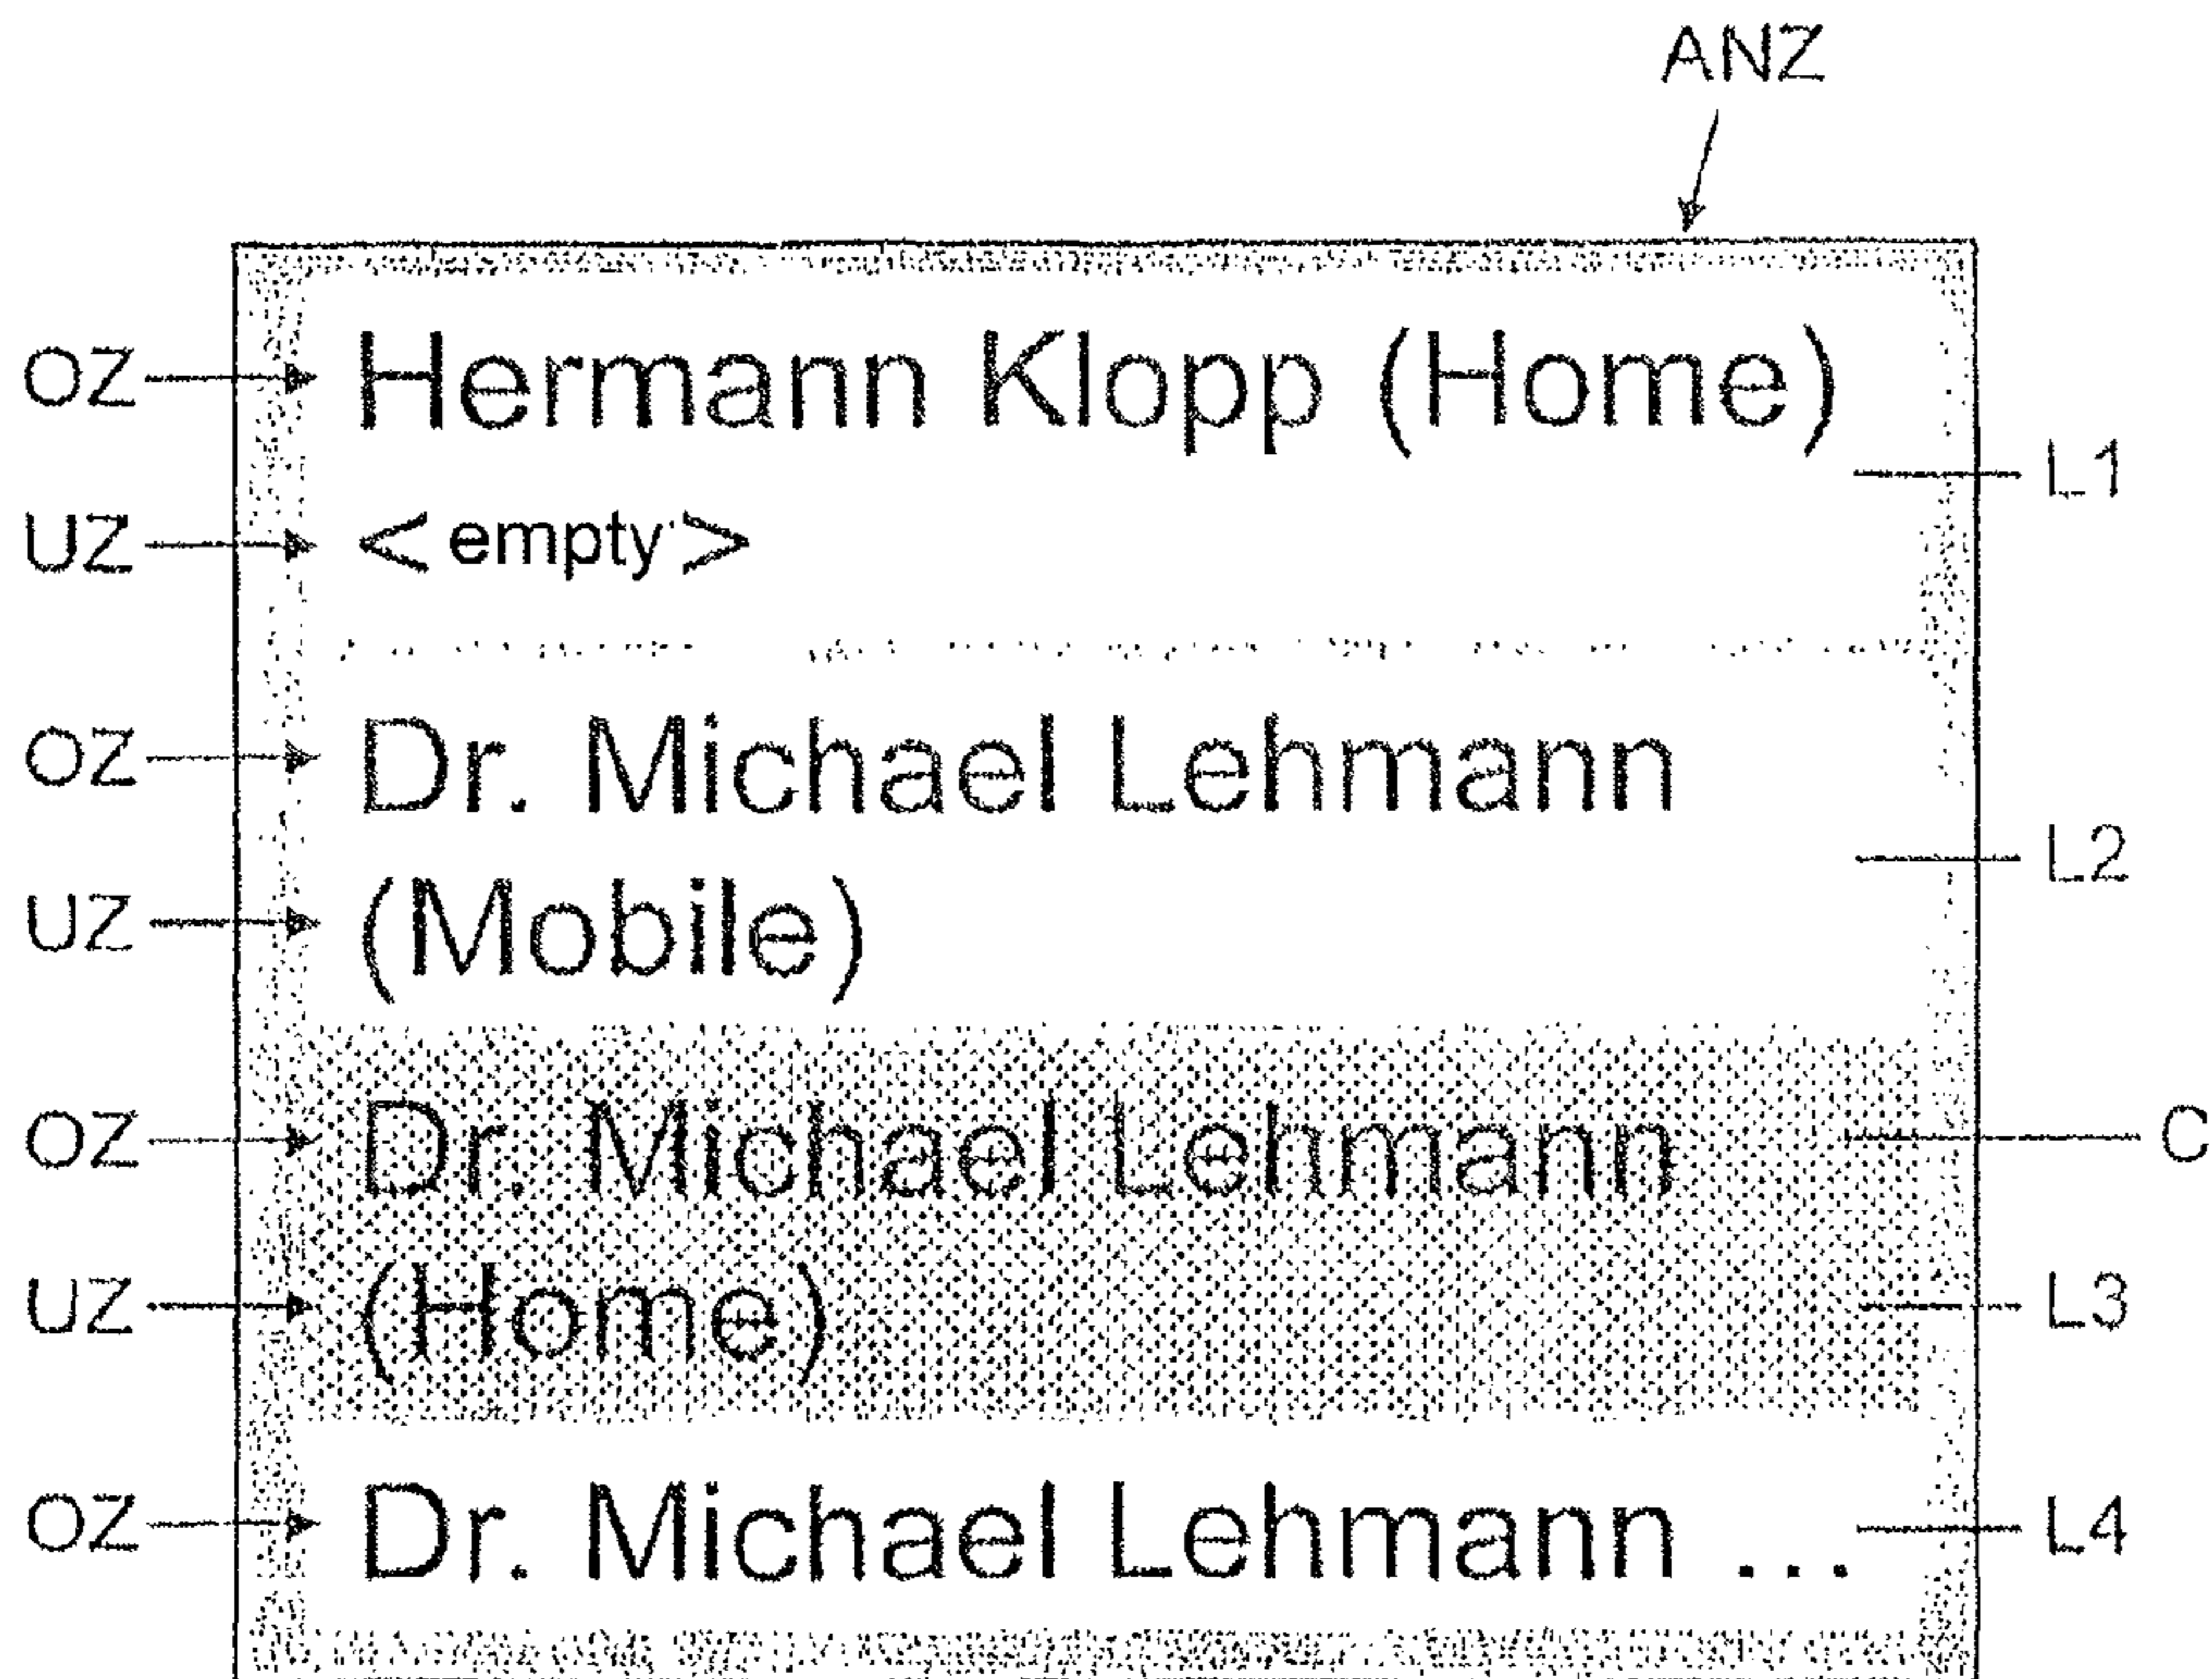 ANZ
OZ Hermann Klopp (Home)
L1
UZ <empty>
OZ Dr. Michael Lehmann
L2
UZ (Mobile)
OZ Dr. Michael Lehmann C
UZ (Home) L3
OZ Dr. Michael Lehmann ... L4